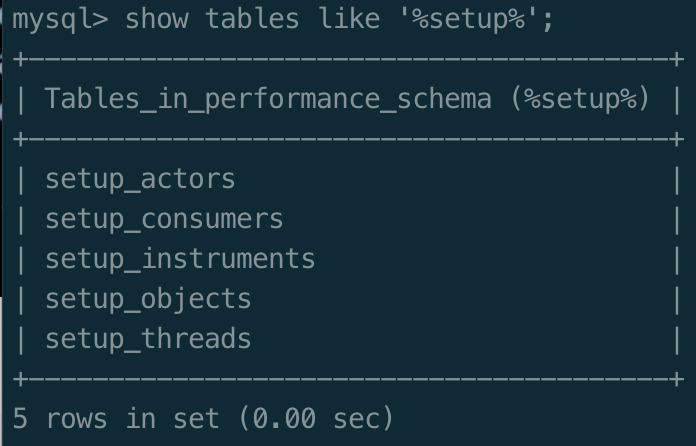 mysql> show tables like '%setup%';
+----------------------------------------+
| Tables_in_performance_schema (%setup%) |
+----------------------------------------+
| setup_actors                           |
| setup_consumers                        |
| setup_instruments                      |
| setup_objects                          |
| setup_threads                          |
+----------------------------------------+
5 rows in set (0.00 sec)